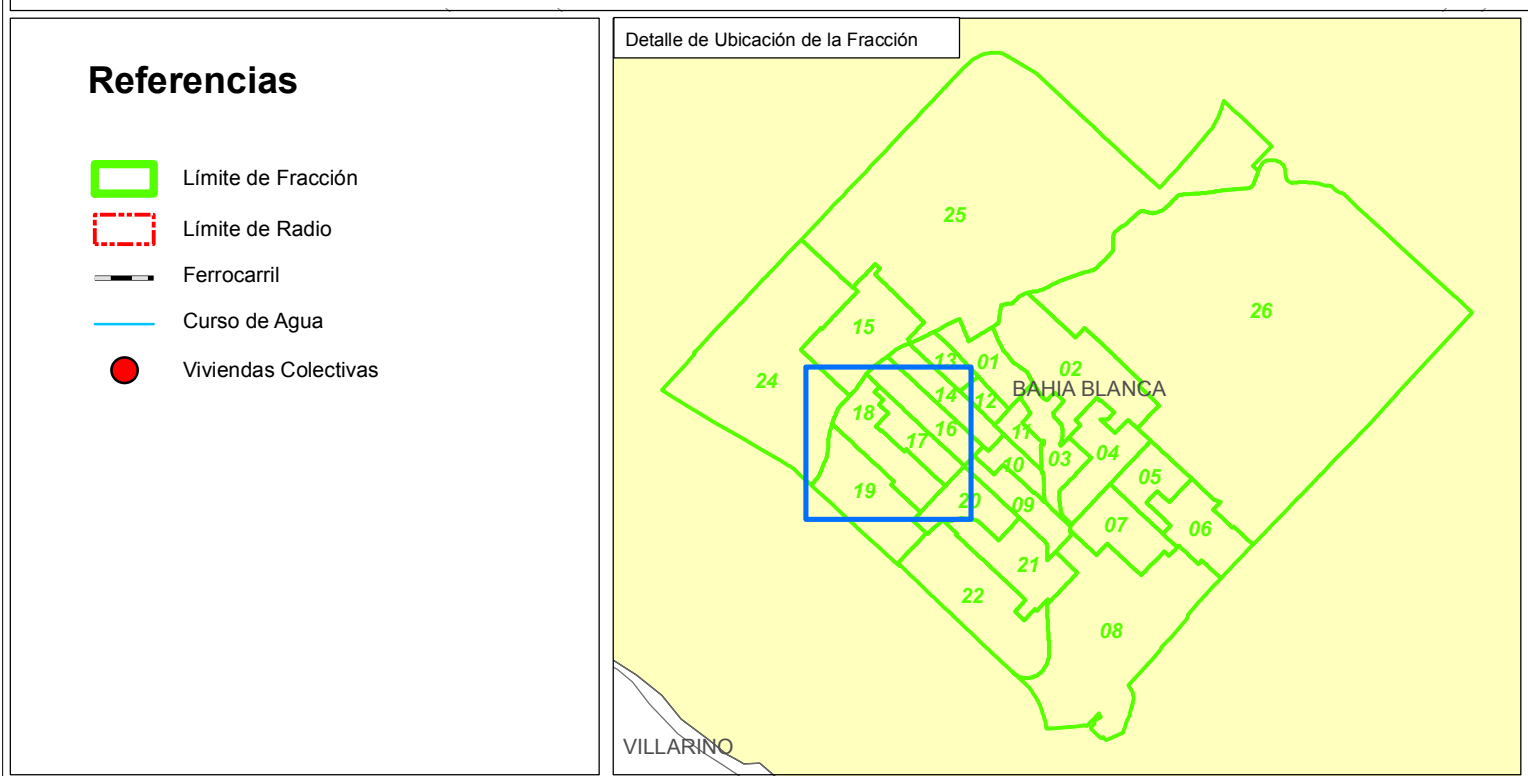 Referencias
Límite de Fracción
Límite de Radio
Ferrocarril
Curso de Agua
Viviendas Colectivas
Detalle de Ubicación de la Fracción
25
26
15
13
01
02
24
BAHIA BLANCA
14
12
18
16
11
17
10
03
04
05
19
20
09
07
06
21
22
08
VILLARINO